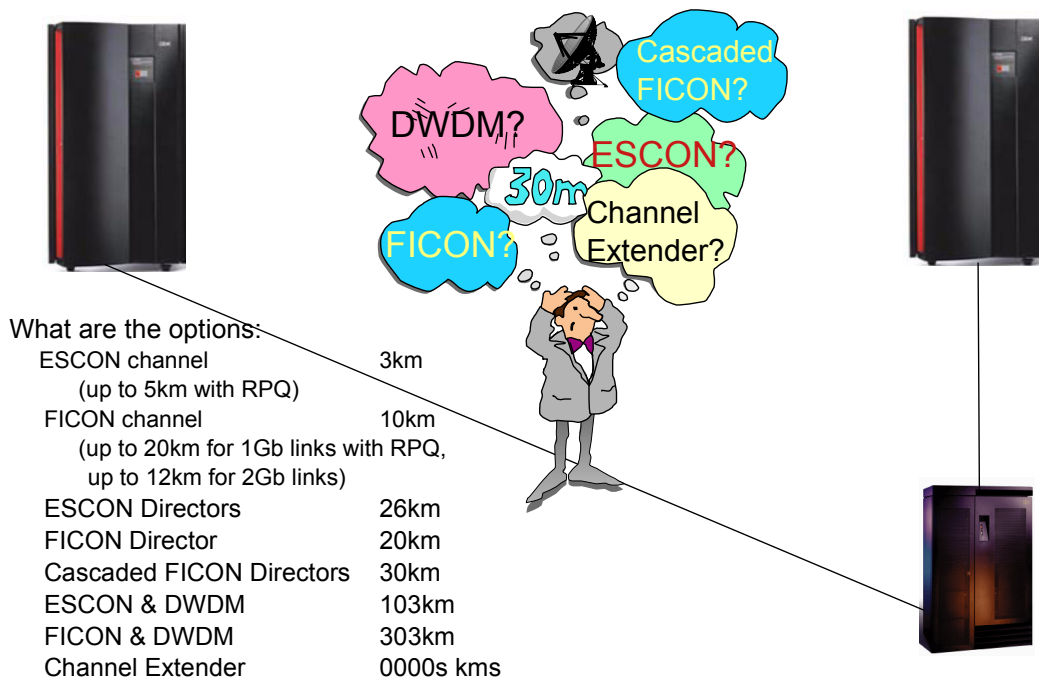 Cascaded
FICON?
DWDM?
ESCON?
30m
Channel
Extender?
FICON?
What are the options:
ESCON channel 3km
(up to 5km with RPQ)
FICON channel 10km
(up to 20km for 1Gb links with RPQ,
up to 12km for 2Gb links)
ESCON Directors 26km
FICON Director 20km
Cascaded FICON Directors 30km
ESCON & DWDM 103km
FICON & DWDM 303km
Channel Extender 0000s kms